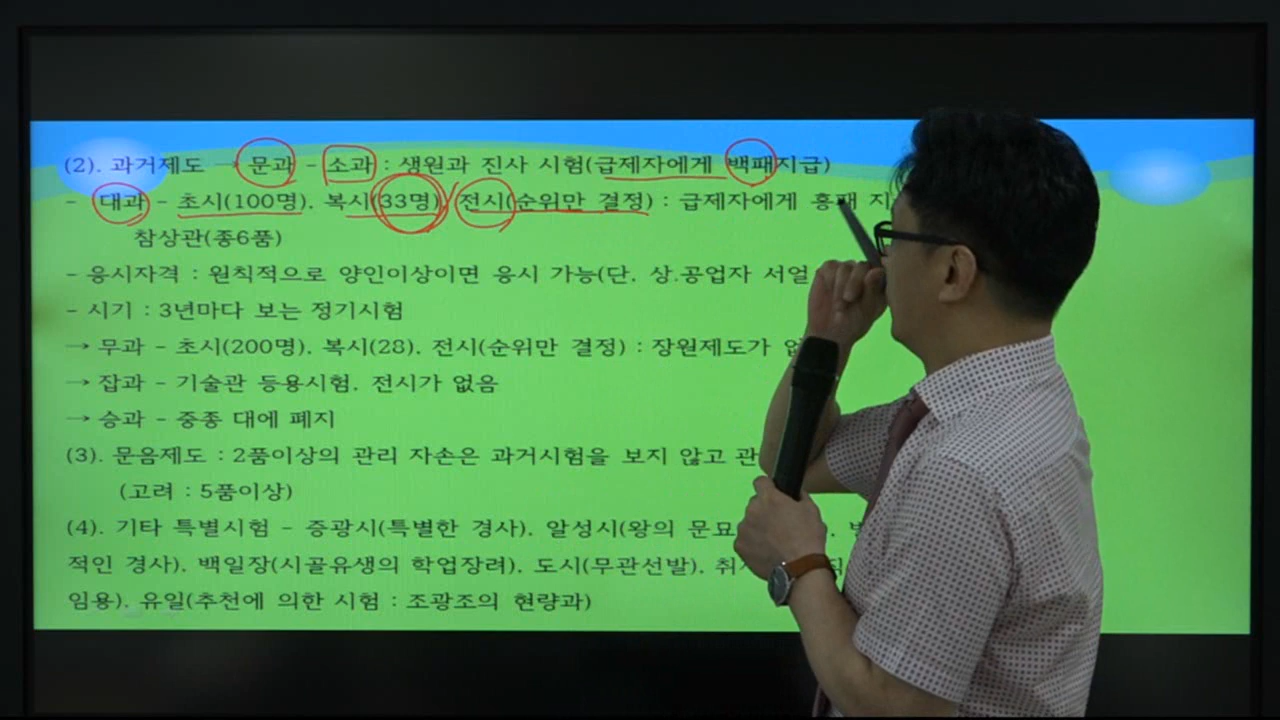 (2). 과거제도 → 문과 - 소과 : 생원과 진사 시험(급제자에게 백패지급)
- 대과 - 초시(100명). 복시(33명). 전시(순위만 결정) : 급제자에게 홍패
참상관(종6품)
- 응시자격 : 원칙적으로 양인이상이면 응시 가능(단. 상.공업자 서얼
- 시기 : 3년마다 보는 정기시험
→ 무과 - 초시(200명). 복시(28). 전시(순위만 결정) : 장원제도가
→ 잡과 - 기술관 등용시험. 전시가 없음
→ 승과 - 중종 대에 폐지
(3). 문음제도 : 2품이상의 관리 자손은 과거시험을 보지 않고
(고려 : 5품이상)
(4). 기타 특별시험 - 증광시(특별한 경사). 알성시(왕의 문묘
적인 경사). 백일장(시골유생의 학업장려). 도시(무관선발).
임용). 유일(추천에 의한 시험 : 조광조의 현량과)